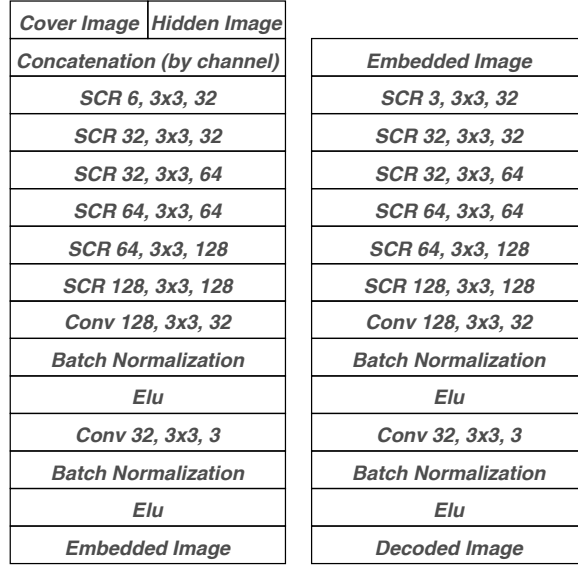 Cover Image Hidden Image
Concatenation (by channel)
SCR 6, 3x3, 32
SCR 32, 3x3, 32
SCR 32, 3x3, 64
SCR 64, 3x3, 64
SCR 64, 3x3, 128
SCR 128, 3x3, 128
Conv 128, 3x3, 32
Batch Normalization
Elu
Conv 32, 3x3, 3
Batch Normalization
Elu
Embedded Image
Embedded Image
SCR 3, 3x3, 32
SCR 32, 3x3, 32
SCR 32, 3x3, 64
SCR 64, 3x3, 64
SCR 64, 3x3, 128
SCR 128, 3x3, 128
Conv 128, 3x3, 32
Batch Normalization
Elu
Conv 32, 3x3, 3
Batch Normalization
Elu
Decoded Image